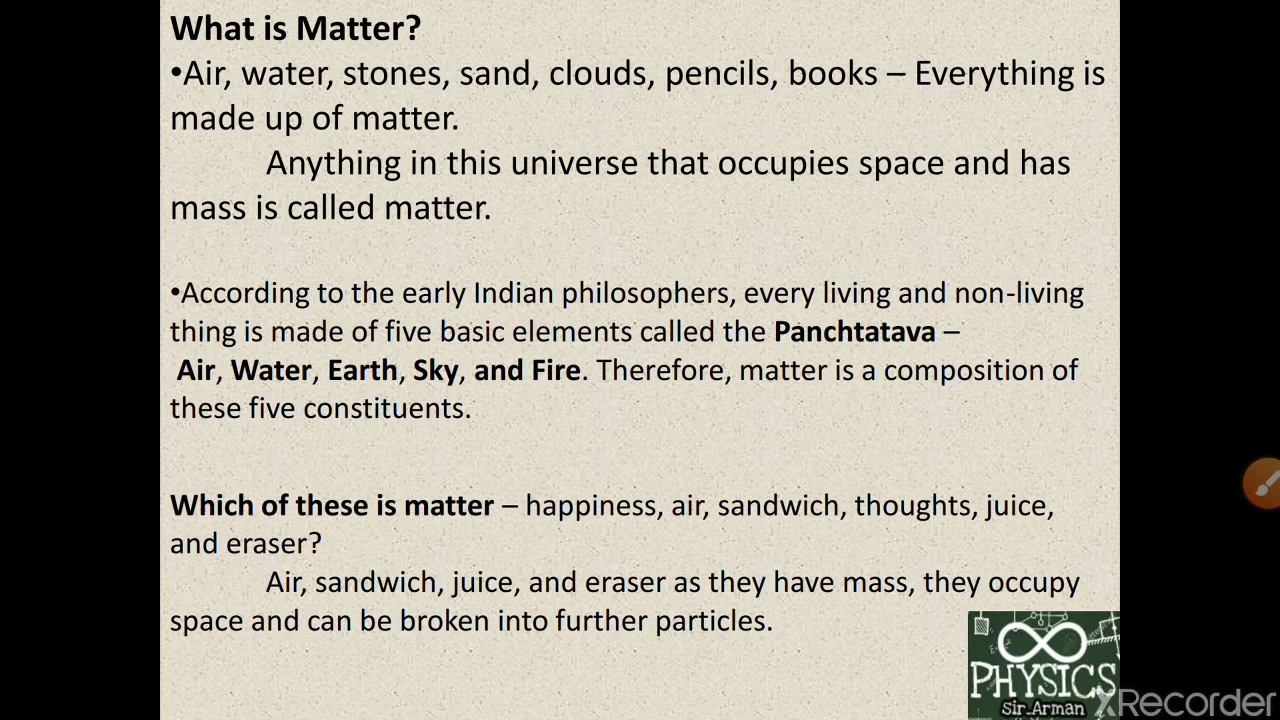 What is Matter?
•Air, water, stones, sand, clouds, pencils, books – Everything is
made up of matter.
Anything in this universe that occupies space and has
mass is called matter.
•According to the early Indian philosophers, every living and non-living
thing is made of five basic elements called the Panchtatava –
Air, Water, Earth, Sky, and Fire. Therefore, matter is a composition of
these five constituents.
Which of these is matter – happiness, air, sandwich, thoughts, juice,
and eraser?
Air, sandwich, juice, and eraser as they have mass, they occupy
space and can be broken into further particles.
PHYSICS
Sir.Arman
XRecorder